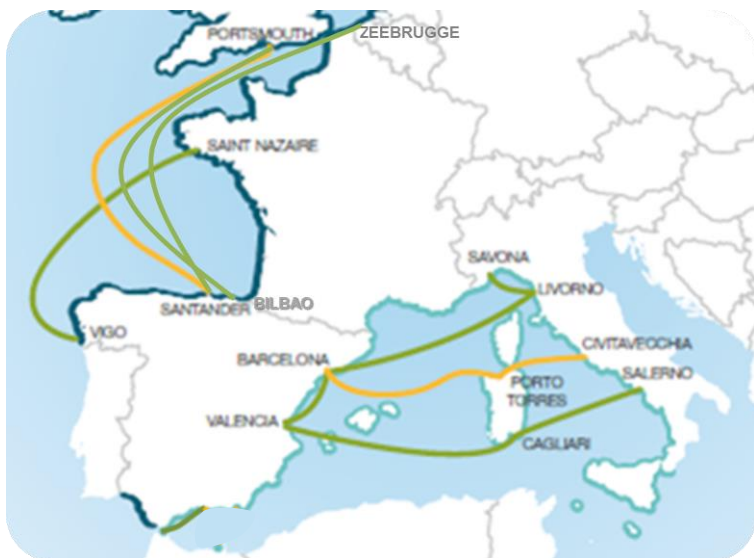 PORTSMOUTH
ZEEBRUGGE
SAINT NAZAIRE
SAVONA
LIVORNO
SANTANDER
BILBAO
VIGO
BARCELONA
CIVITAVECCHIA
SALERNO
PORTO
TORRES
VALENCIA
CAGLIARI